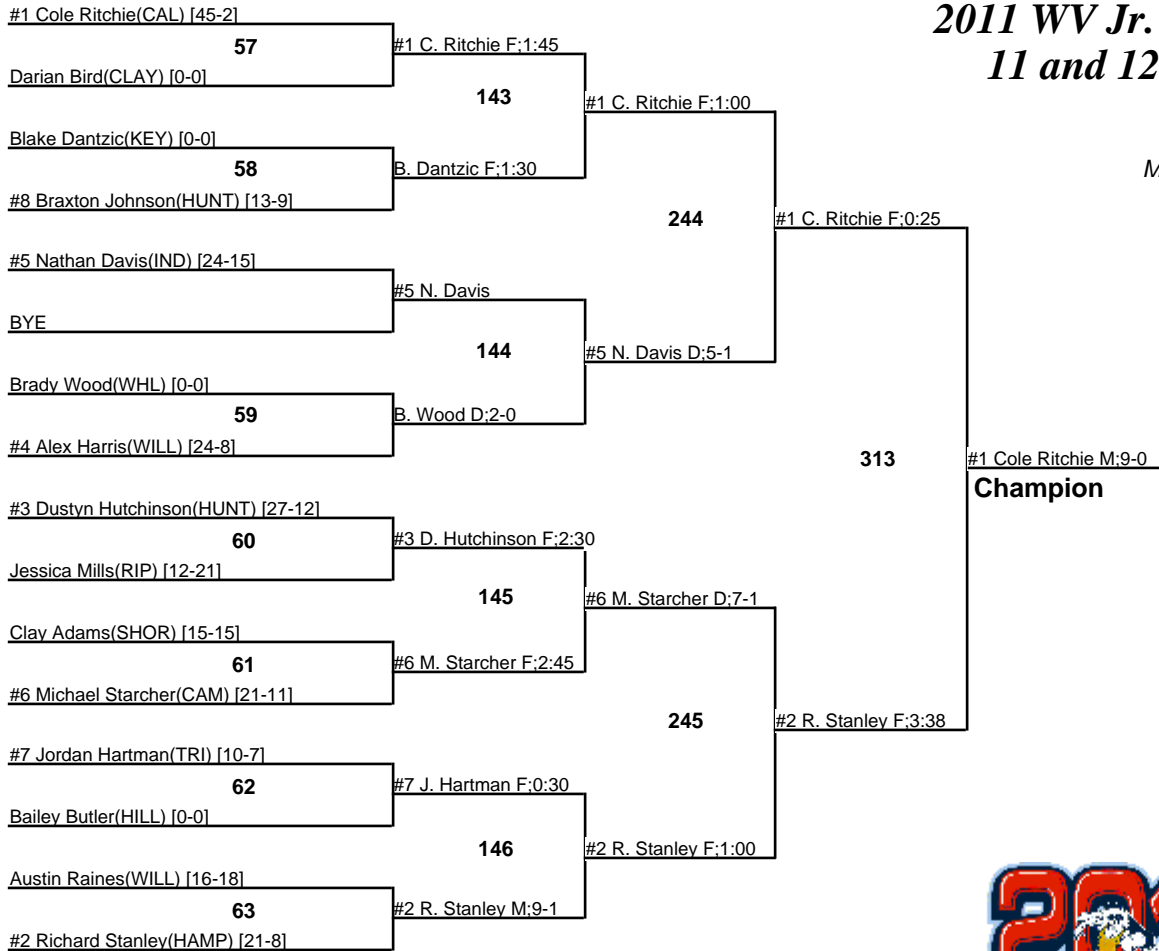 2011 WV Jr.
11 and 12
M
#1 Cole Ritchie(CAL) [45-2]
57
Darian Bird(CLAY) [0-0]
#1 C. Ritchie F;1:45
143
Blake Dantzic(KEY) [0-0]
58
#8 Braxton Johnson(HUNT) [13-9]
B. Dantzic F;1:30
#1 C. Ritchie F;1:00
244
#5 Nathan Davis(IND) [24-15]
BYE
#5 N. Davis
144
Brady Wood(WHL) [0-0]
59
#4 Alex Harris(WILL) [24-8]
B. Wood D;2-0
#5 N. Davis D;5-1
#1 C. Ritchie F;0:25
313
#3 Dustyn Hutchinson(HUNT) [27-12]
60
Jessica Mills(RIP) [12-21]
#3 D. Hutchinson F;2:30
145
Clay Adams(SHOR) [15-15]
61
#6 Michael Starcher(CAM) [21-11]
#6 M. Starcher F;2:45
#6 M. Starcher D;7-1
245
#7 Jordan Hartman(TRI) [10-7]
62
Bailey Butler(HILL) [0-0]
#7 J. Hartman F;0:30
146
Austin Raines(WILL) [16-18]
63
#2 Richard Stanley(HAMP) [21-8]
#2 R. Stanley M;9-1
#2 R. Stanley F;1:00
#2 R. Stanley F;3:38
#1 Cole Ritchie M;9-0
Champion